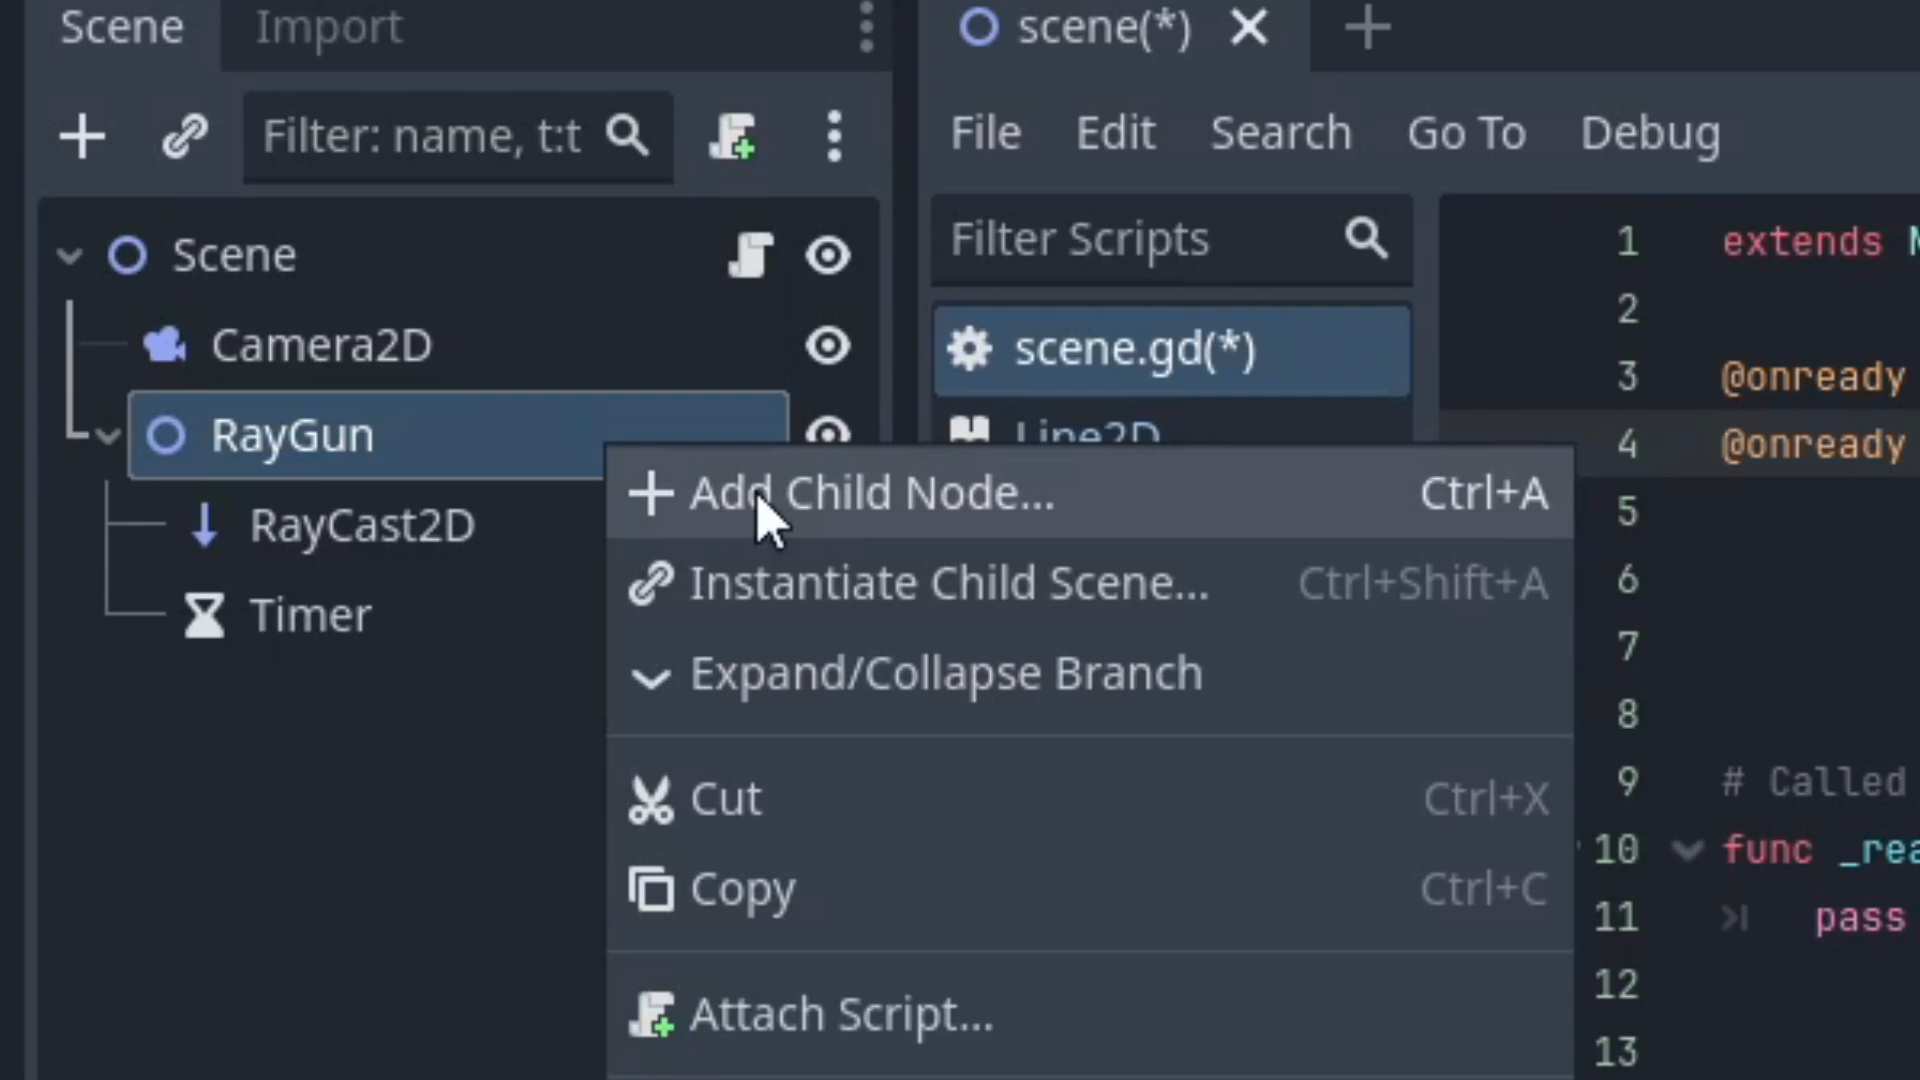 Scene
Import
scene(*)
Filter: name, t:t
File
Edit
Search
Go To
Debug
Scene
Filter Scripts
1 extends
2
Camera2D
scene.gd(*)
3 @onready
RayGun
Line2D
4 @onready
Add Child Node... Ctrl+A
5
RayCast2D
Instantiate Child Scene... Ctrl+Shift+A
6
Timer
Expand/Collapse Branch
7
8
Cut Ctrl+X
9 # Called
10 func _rea
Copy Ctrl+C
11 pass
12
Attach Script...
13